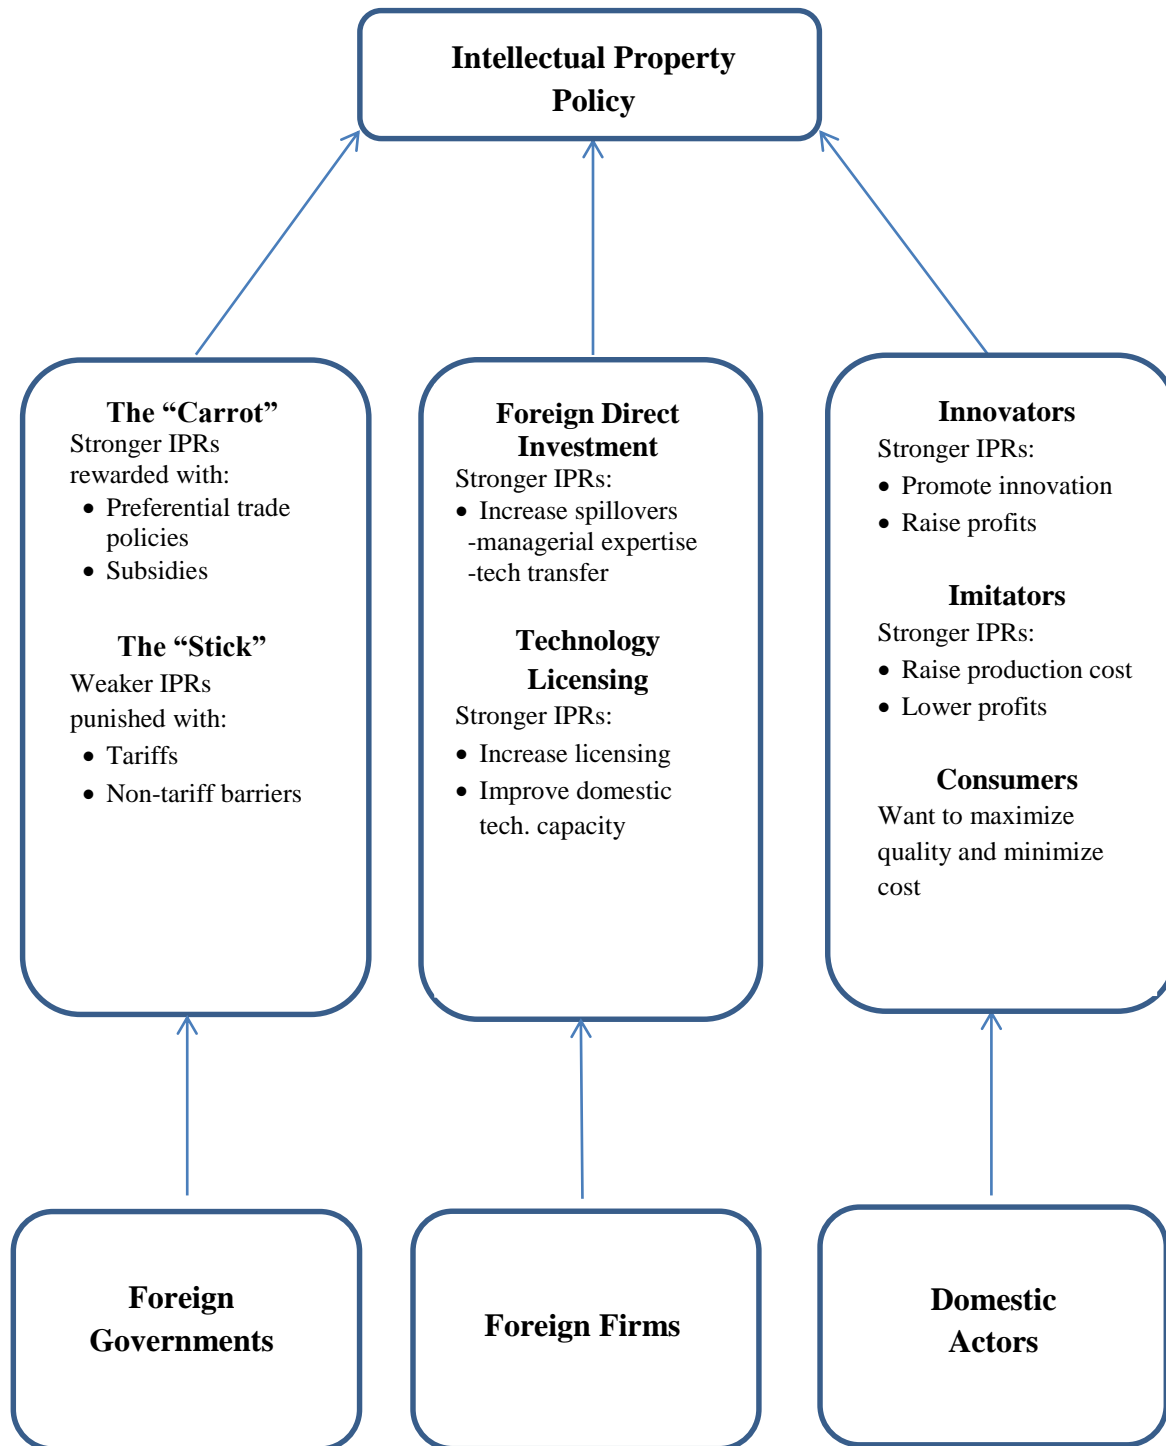 Intellectual Property
Policy
The “Carrot”
Stronger IPRs
rewarded with:
• Preferential trade
policies
• Subsidies
The “Stick”
Weaker IPRs
punished with:
• Tariffs
• Non-tariff barriers
Foreign Direct
Investment
Stronger IPRs:
• Increase spillovers
-managerial expertise
-tech transfer
Technology
Licensing
Stronger IPRs:
• Increase licensing
• Improve domestic
tech. capacity
Innovators
Stronger IPRs:
• Promote innovation
• Raise profits
Imitators
Stronger IPRs:
• Raise production cost
• Lower profits
Consumers
Want to maximize
quality and minimize
cost
Foreign
Governments
Foreign Firms
Domestic
Actors